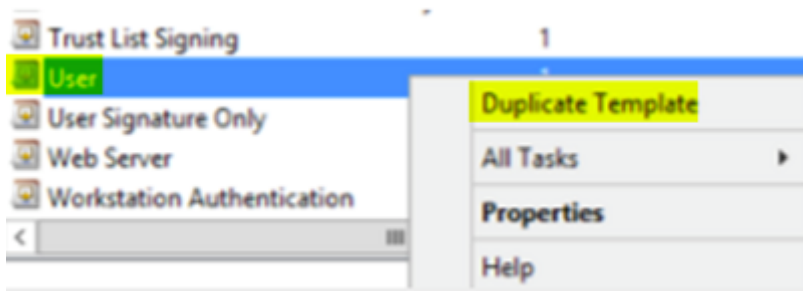 Trust List Signing 1
User
User Signature Only
Web Server
Workstation Authentication
Duplicate Template
All Tasks
Properties
Help